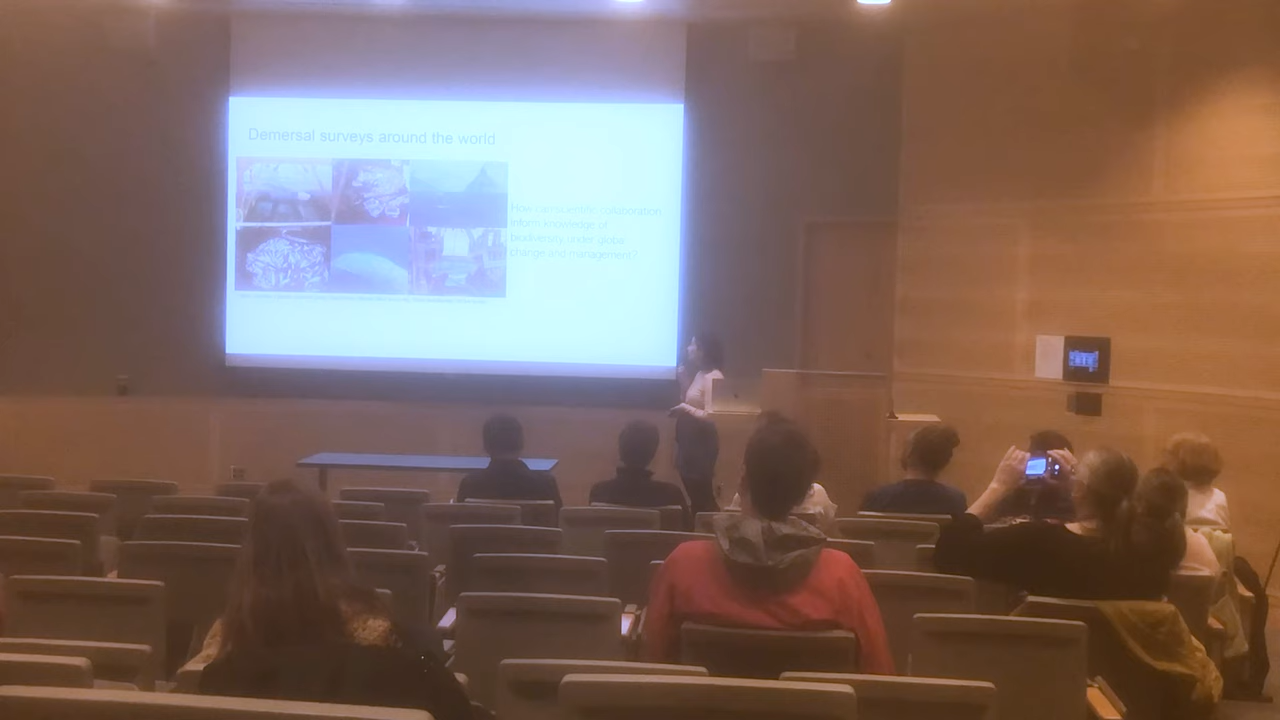 Demersal surveys around the world
How can scientific collaboration
inform knowledge of
biodiversity under global
change and management?